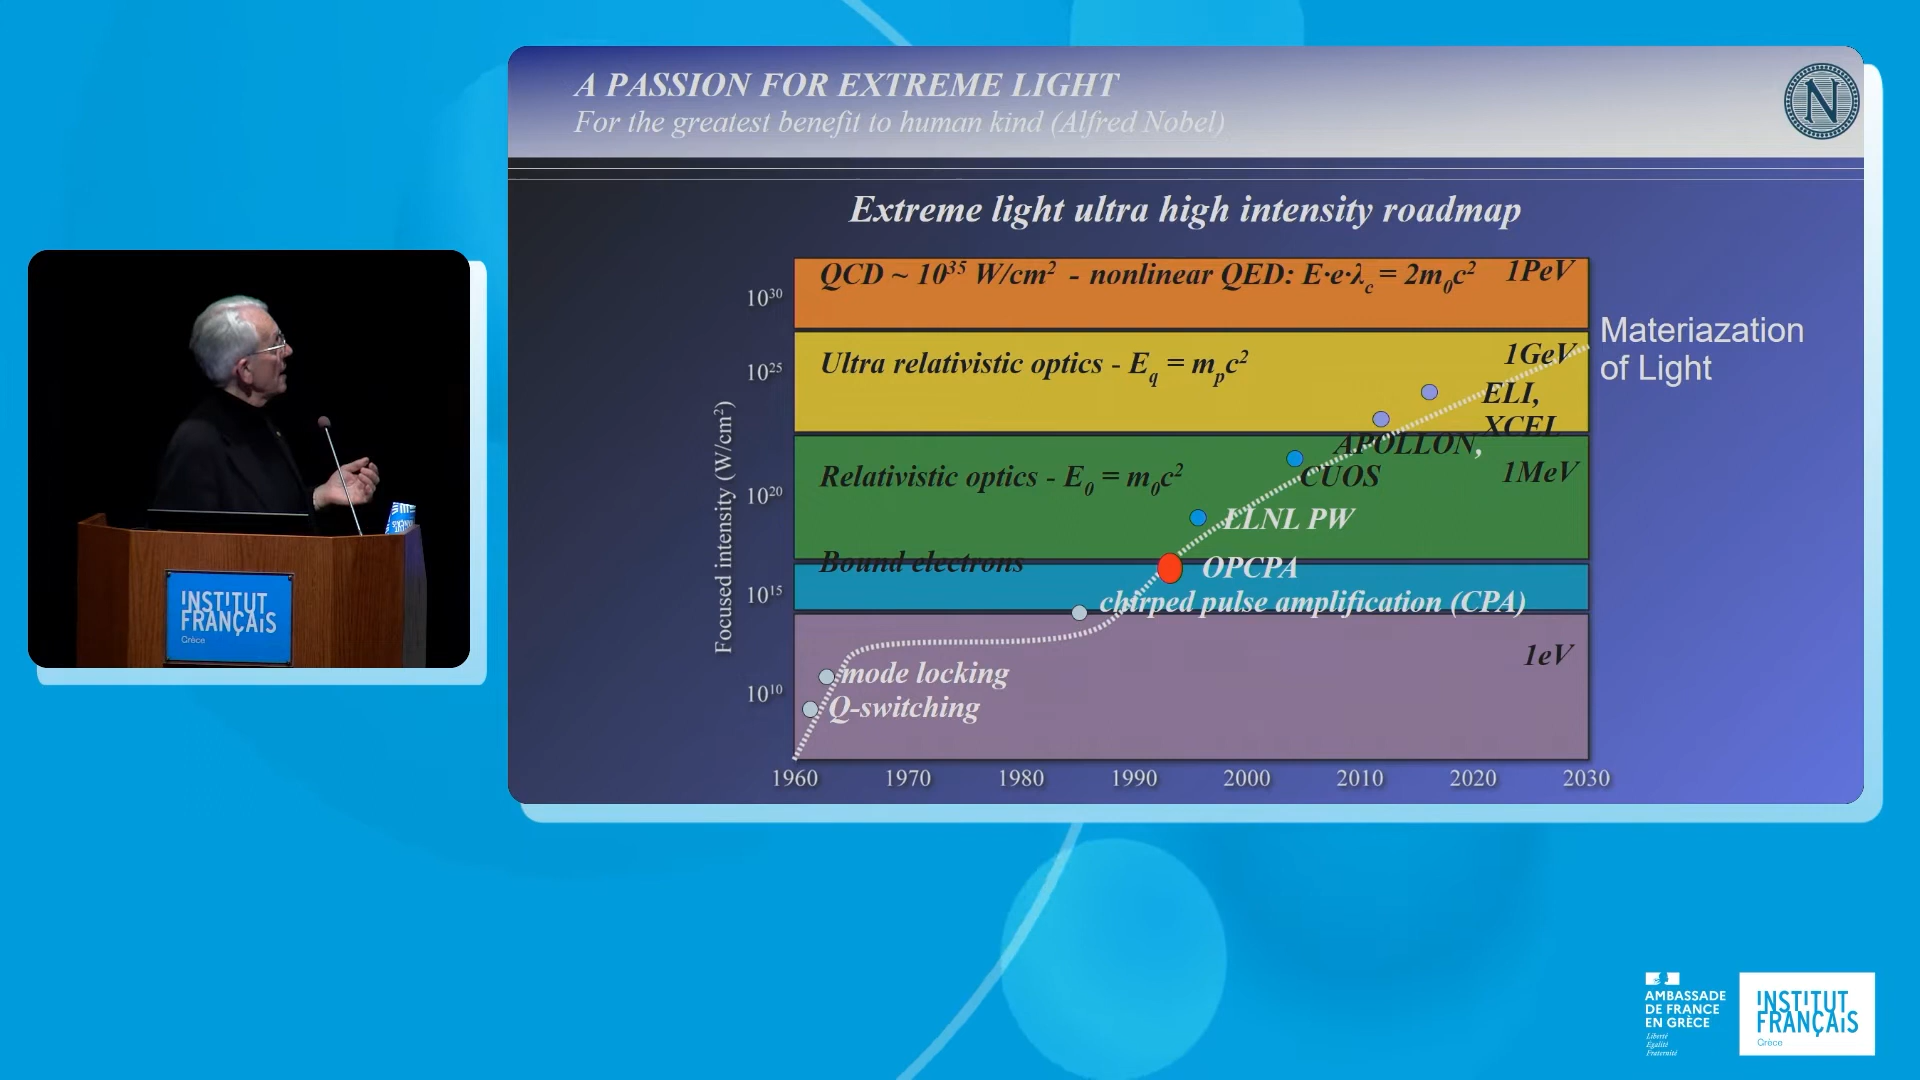 A PASSION FOR EXTREME LIGHT
For the greatest benefit to human kind (Alfred Nobel)
N
Extreme light ultra high intensity roadmap
QCD ~ 10³⁵ W/cm² - nonlinear QED: E·e·λc = 2m₀c²
1PeV
Ultra relativistic optics - Eq = mpc²
1GeV
Materiazation
of Light
ELI,
XCEL
APOLLON,
CUOS
Relativistic optics - E₀ = m₀c²
1MeV
LLNL PW
Bound electrons
OPCPA
chirped pulse amplification (CPA)
1eV
mode locking
Q-switching
Focused intensity (W/cm²)
10³⁰
10²⁵
10²⁰
10¹⁵
10¹⁰
1960 1970 1980 1990 2000 2010 2020 2030
INSTITUT
FRANÇAIS
Grèce
AMBASSADE
DE FRANCE
EN GRÈCE
Liberté
Égalité
Fraternité
INSTITUT
FRANÇAIS
Grèce